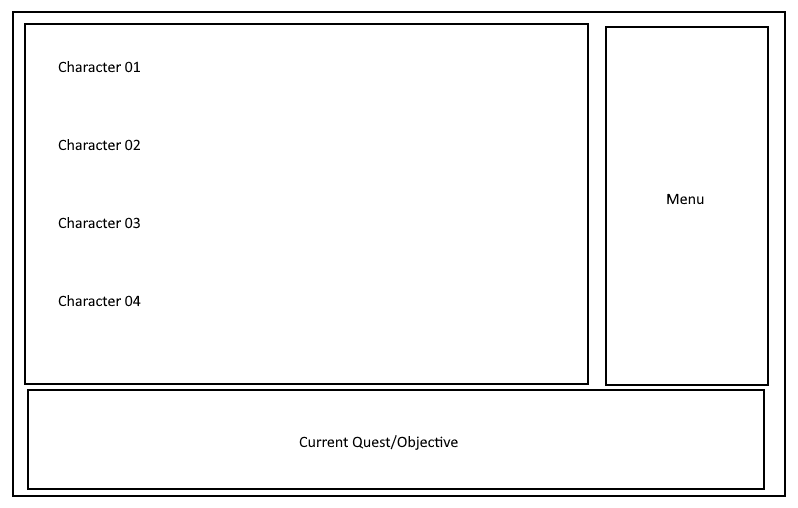 Character 01
Character 02
Character 03
Character 04
Menu
Current Quest/Objective